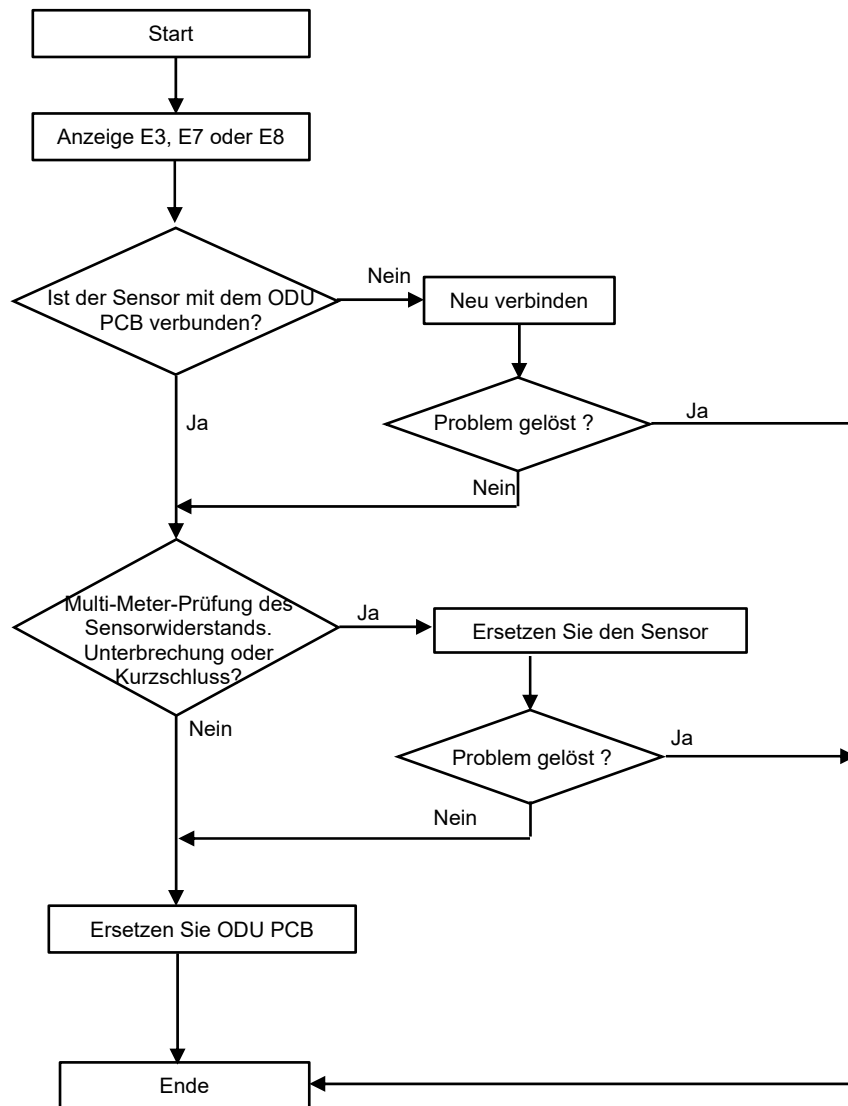 Start
Anzeige E3, E7 oder E8
Ist der Sensor mit dem ODU
PCB verbunden?
Nein
Neu verbinden
Ja
Problem gelöst ?
Ja
Nein
Multi-Meter-Prüfung des
Sensorwiderstands.
Unterbrechung oder
Kurzschluss?
Ja
Ersetzen Sie den Sensor
Nein
Problem gelöst ?
Ja
Nein
Ersetzen Sie ODU PCB
Ende